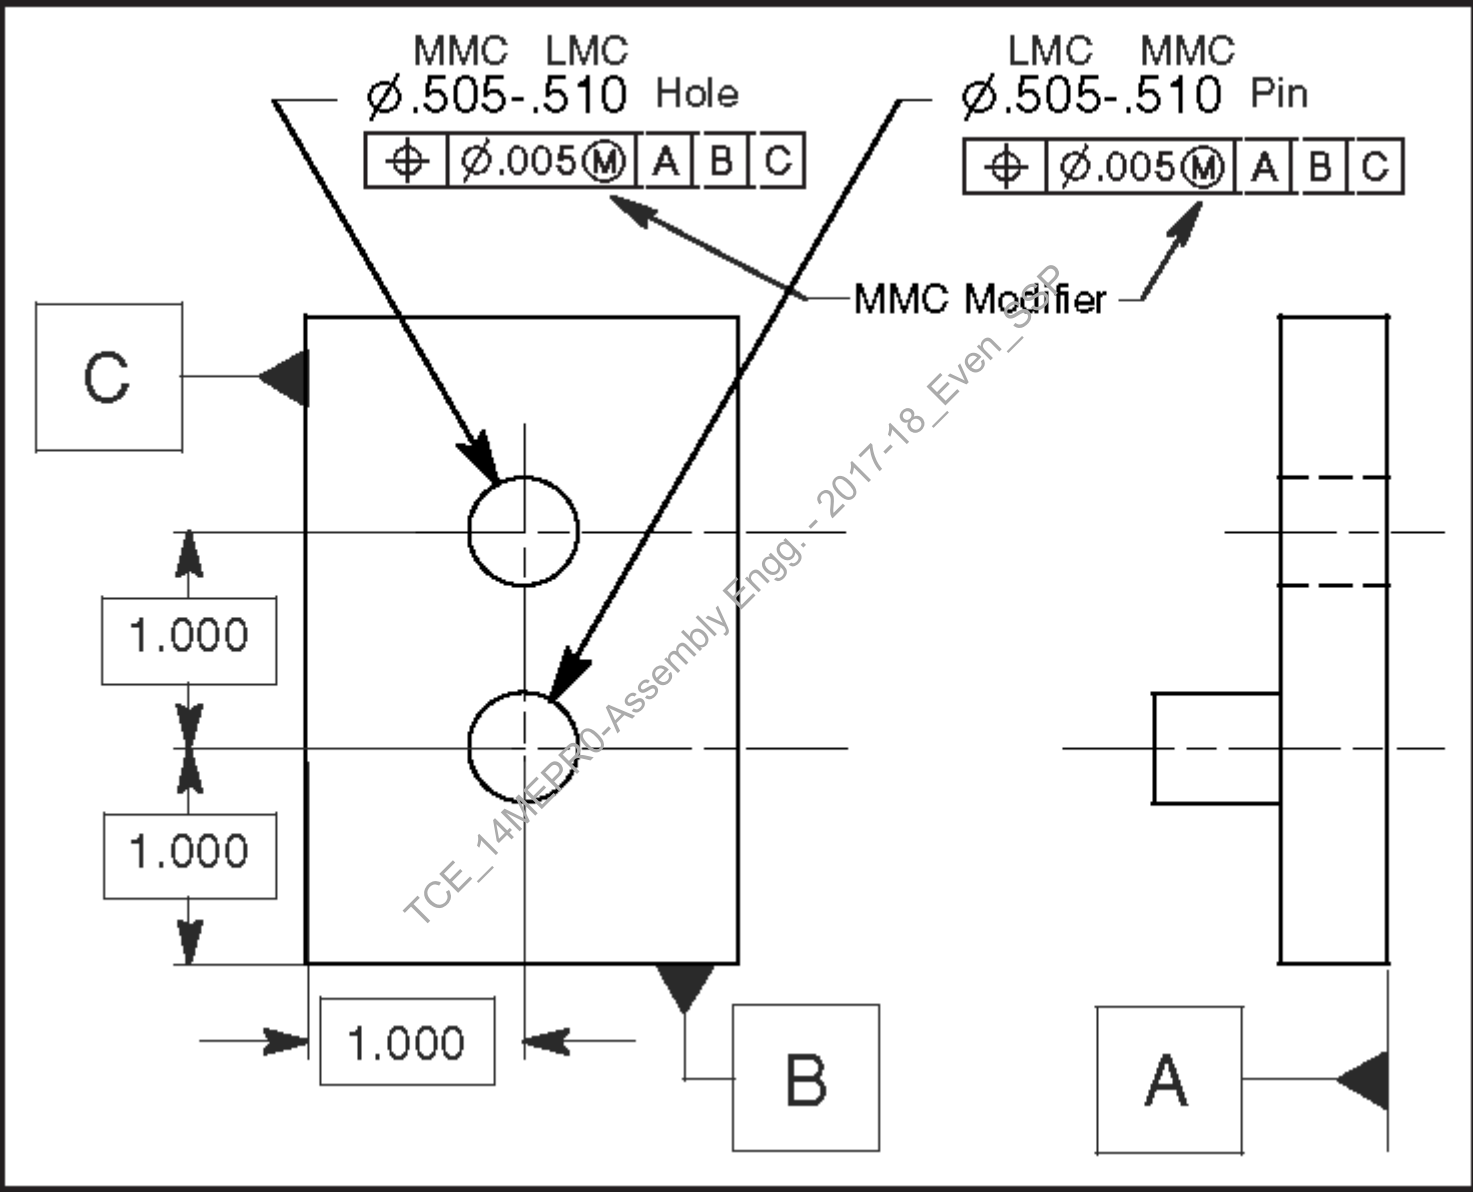 MMC LMC
⌀.505-.510 Hole
⌖ ⌀.005Ⓜ A B C
LMC MMC
⌀.505-.510 Pin
⌖ ⌀.005Ⓜ A B C
MMC Modifier
C
1.000
1.000
1.000
B
A
TCE_14MEPR0-Assembly Engg. - 2017-18_Even_SSP